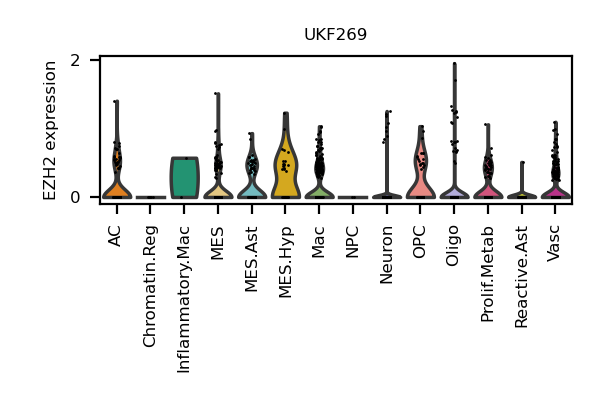 UKF269
EZH2 expression
2
0
AC
Chromatin.Reg
Inflammatory.Mac
MES
MES.Ast
MES.Hyp
Mac
NPC
Neuron
OPC
Oligo
Prolif.Metab
Reactive.Ast
Vasc